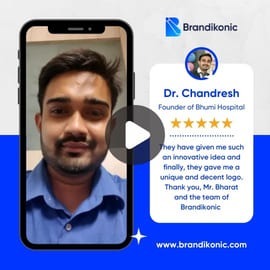 Brandikonic
Dr. Chandresh
Founder of Bhumi Hospital
They have given me such
an innovative idea and
finally, they gave me a
unique and decent logo.
Thank you, Mr. Bharat
and the team of
Brandikonic
www.brandikonic.com